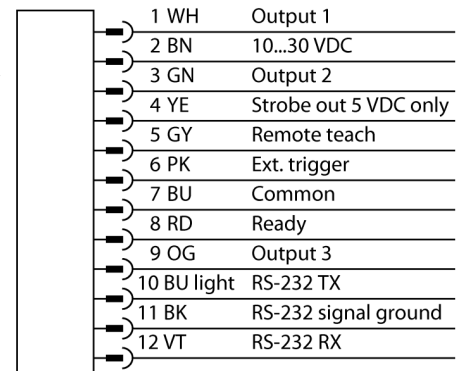 1 WH Output 1
2 BN 10...30 VDC
3 GN Output 2
4 YE Strobe out 5 VDC only
5 GY Remote teach
6 PK Ext. trigger
7 BU Common
8 RD Ready
9 OG Output 3
10 BU light RS-232 TX
11 BK RS-232 signal ground
12 VT RS-232 RX